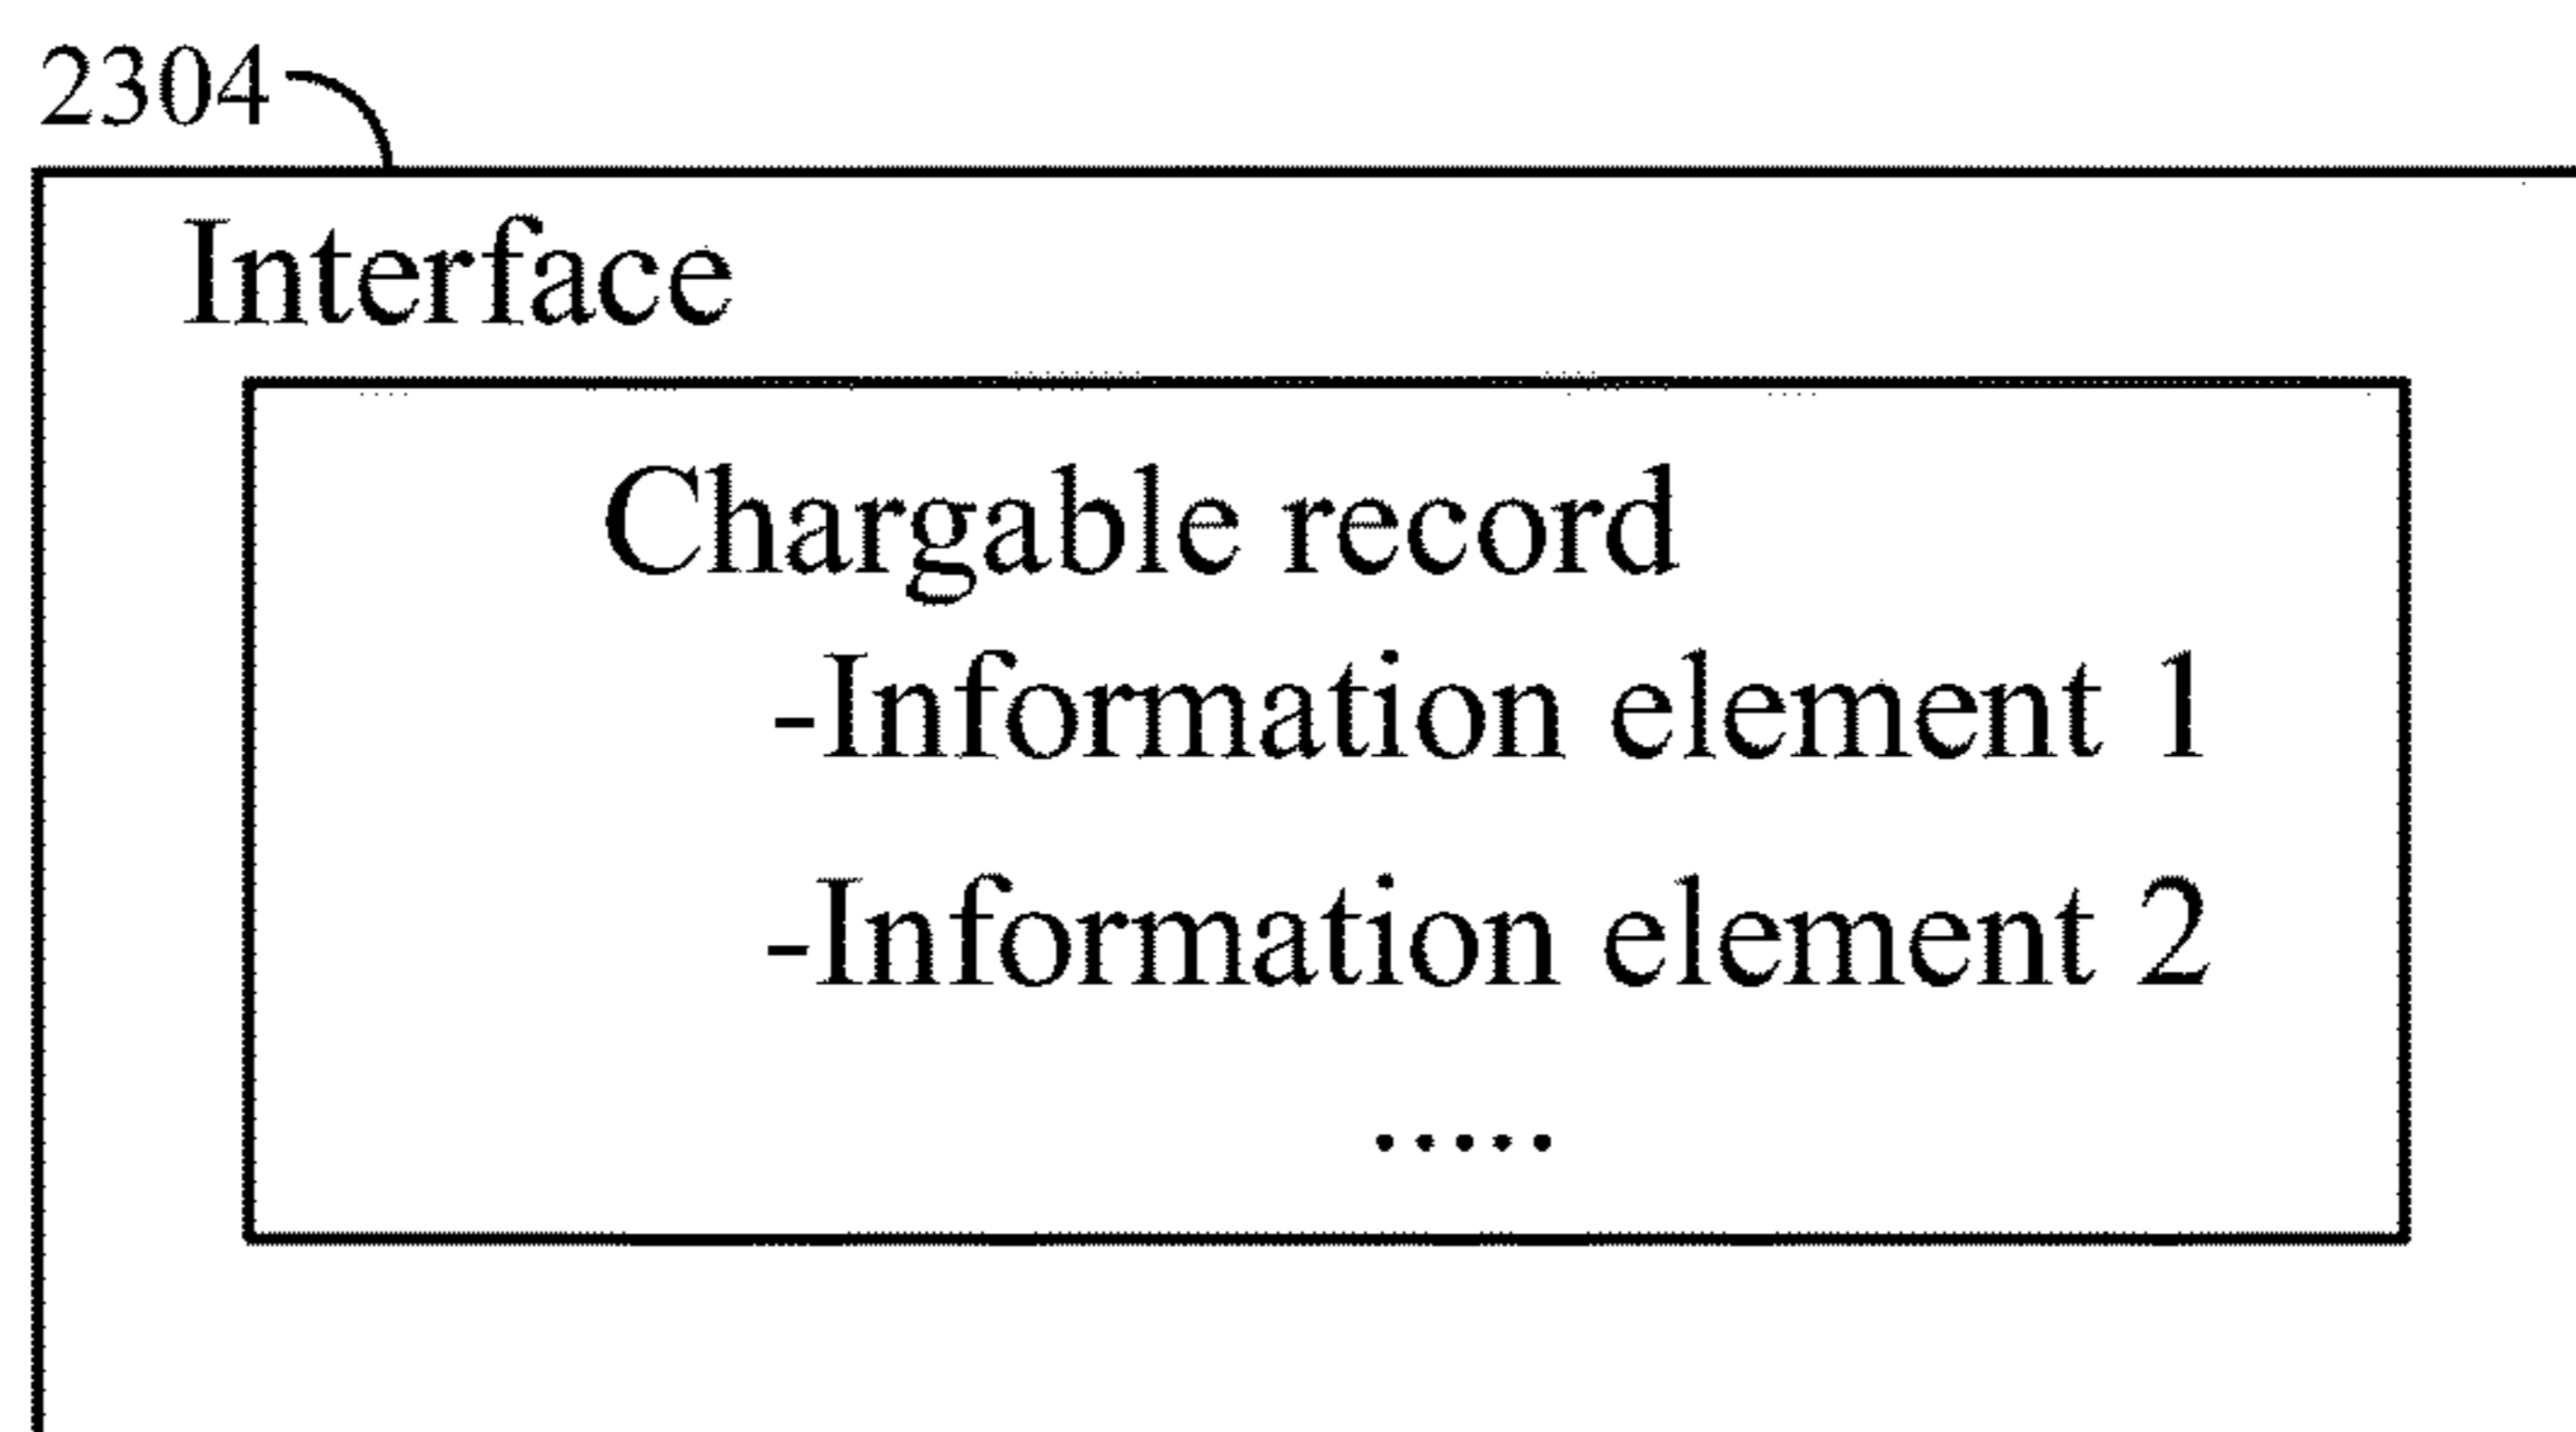 2304
Interface
Chargable record
-Information element 1
-Information element 2
.....